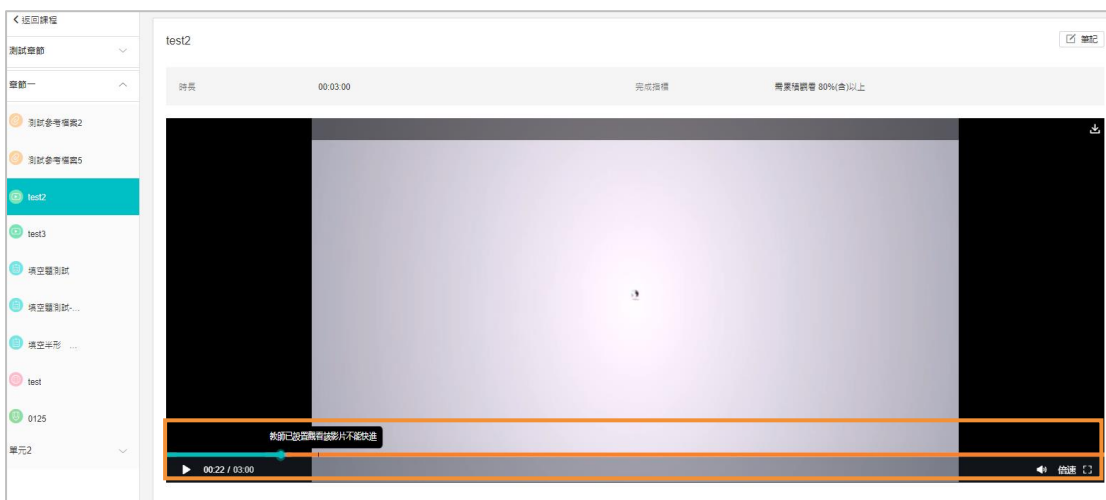 返回課程
測試章節
章節一
測試參考檔案2
測試參考檔案5
test2
test3
填空題測試
填空題測試-...
填空半形 ...
test
0125
單元2
test2
筆記
時長
00:03:00
完成指標
需累積觀看 80%(含)以上
教師已設置觀看該影片不能快進
00:22 / 03:00
倍速